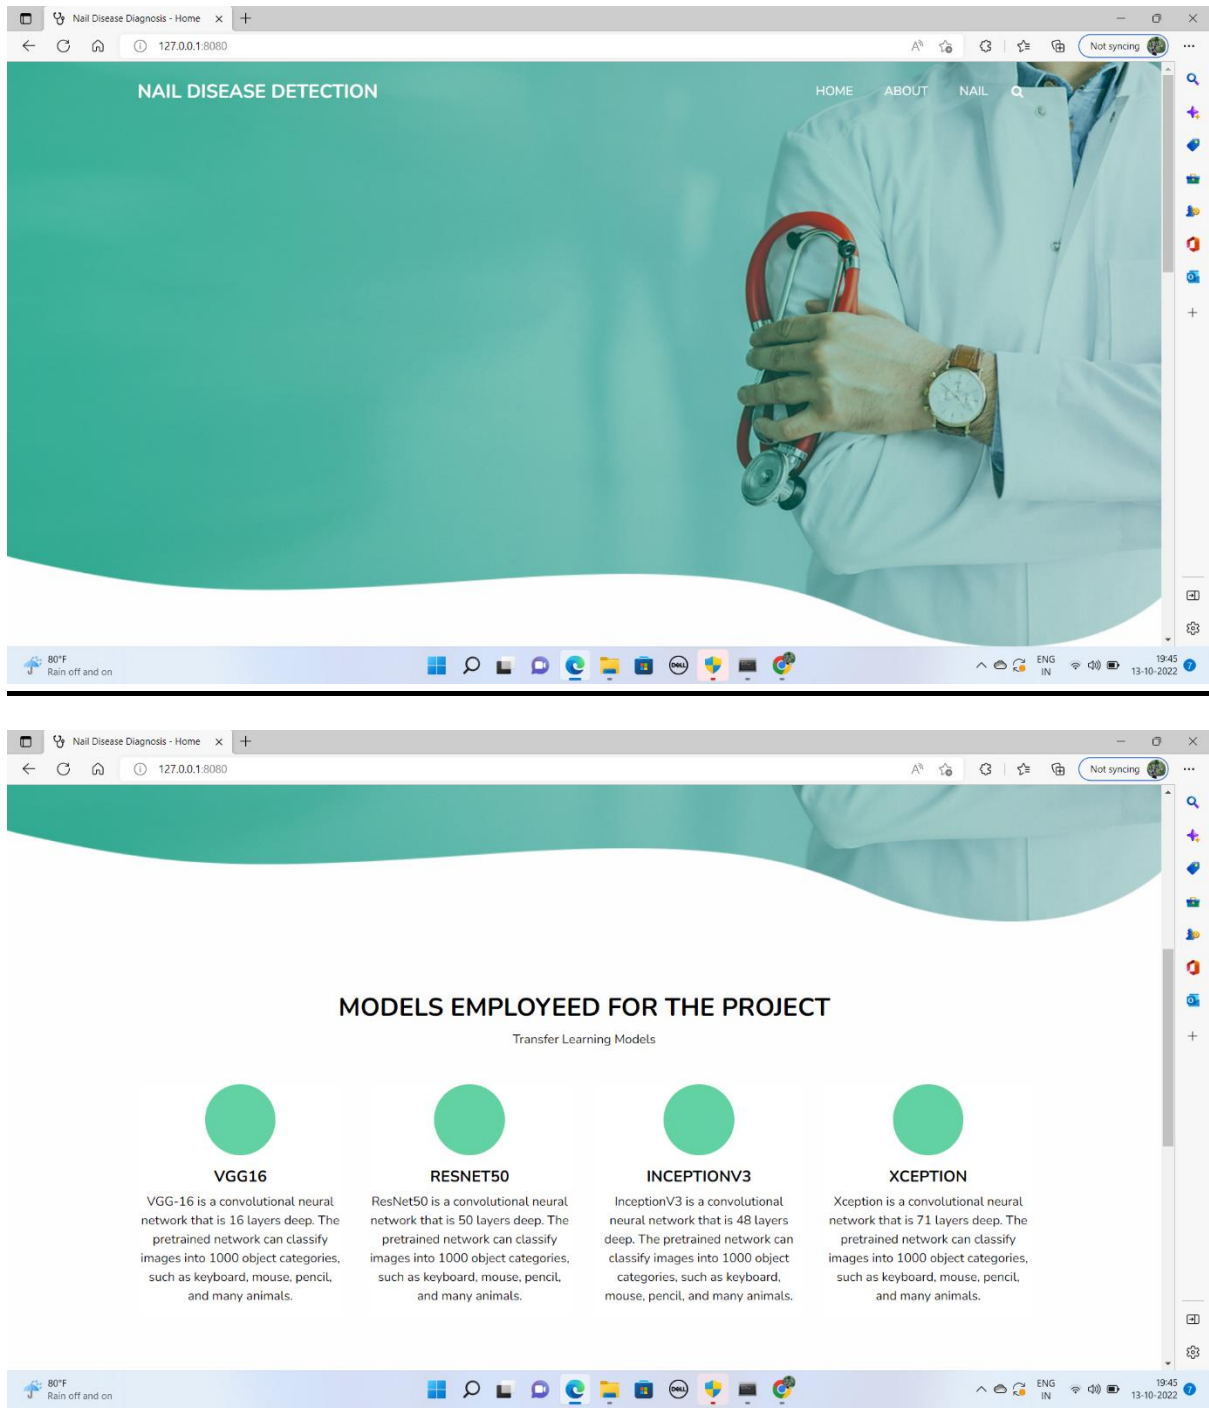 Nail Disease Diagnosis - Home
127.0.0.1:8080
Not syncing
NAIL DISEASE DETECTION
HOME ABOUT NAIL
80°F
Rain off and on
DELL
ENG
IN
19:45
13-10-2022
7
Nail Disease Diagnosis - Home
127.0.0.1:8080
Not syncing
MODELS EMPLOYEED FOR THE PROJECT
Transfer Learning Models
VGG16
VGG-16 is a convolutional neural
network that is 16 layers deep. The
pretrained network can classify
images into 1000 object categories,
such as keyboard, mouse, pencil,
and many animals.
RESNET50
ResNet50 is a convolutional neural
network that is 50 layers deep. The
pretrained network can classify
images into 1000 object categories,
such as keyboard, mouse, pencil,
and many animals.
INCEPTIONV3
InceptionV3 is a convolutional
neural network that is 48 layers
deep. The pretrained network can
classify images into 1000 object
categories, such as keyboard,
mouse, pencil, and many animals.
XCEPTION
Xception is a convolutional neural
network that is 71 layers deep. The
pretrained network can classify
images into 1000 object categories,
such as keyboard, mouse, pencil,
and many animals.
80°F
Rain off and on
DELL
ENG
IN
19:45
13-10-2022
7